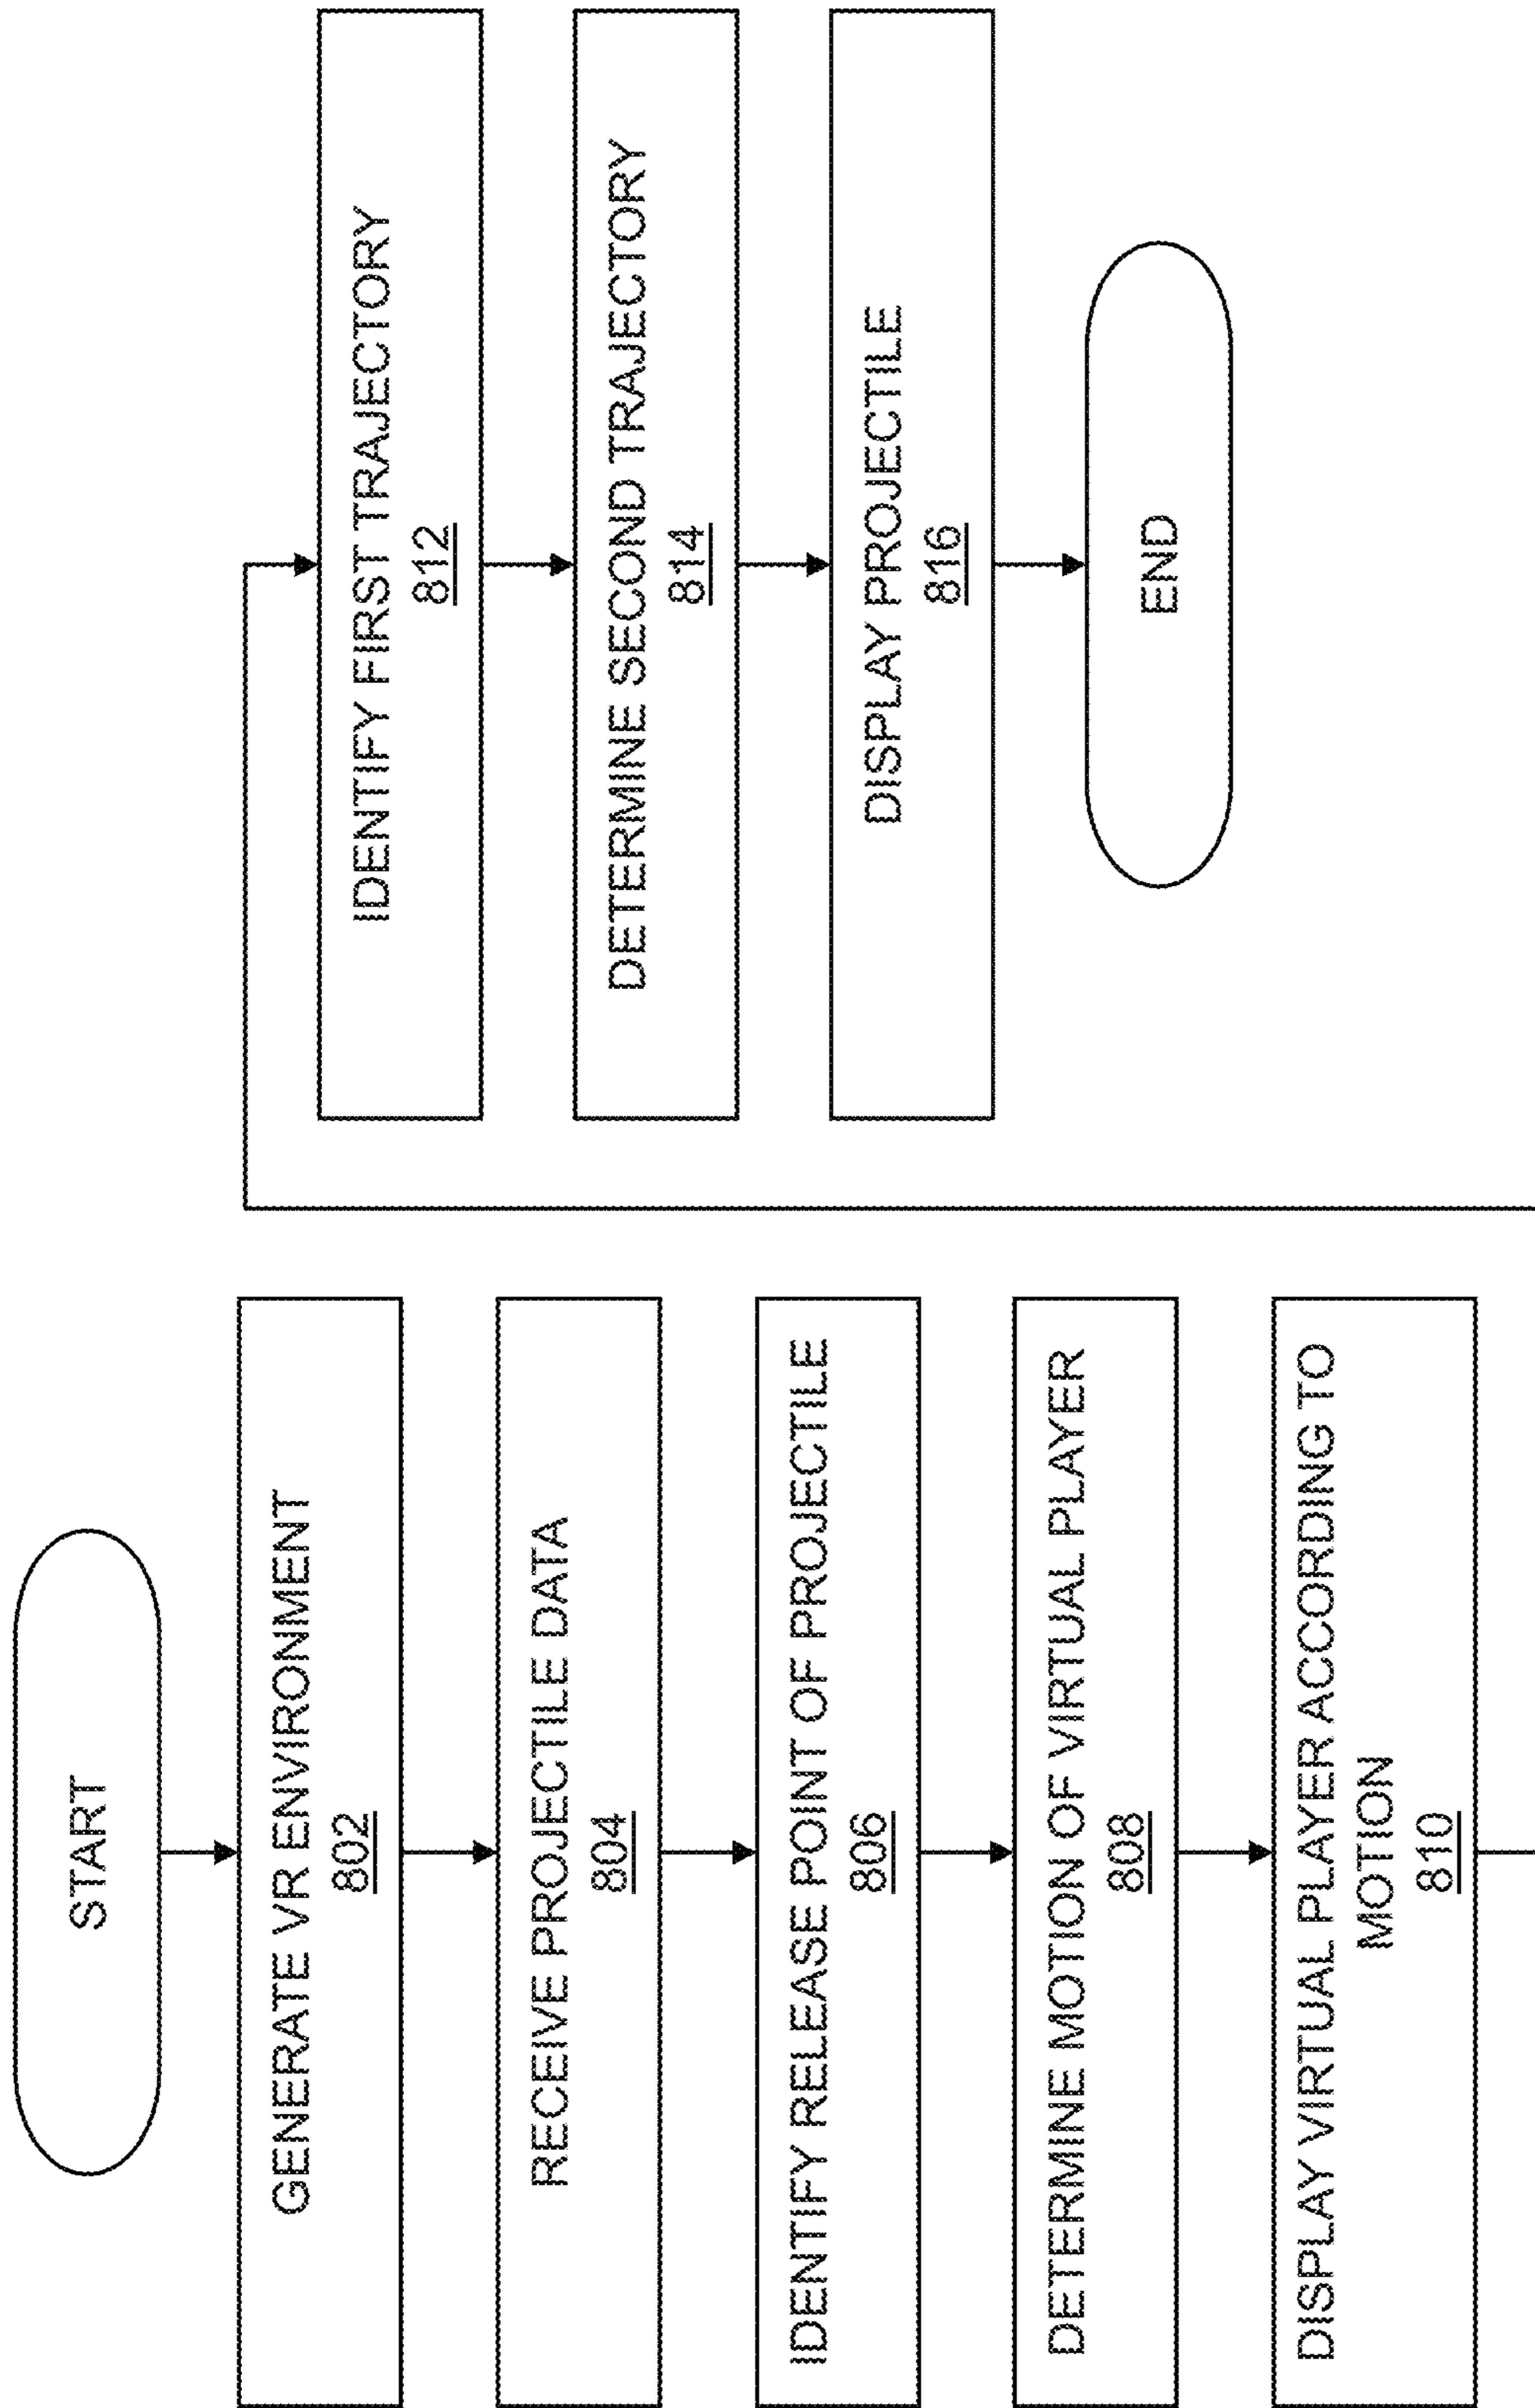 START
GENERATE VR ENVIRONMENT
802
RECEIVE PROJECTILE DATA
804
IDENTIFY RELEASE POINT OF PROJECTILE
806
DETERMINE MOTION OF VIRTUAL PLAYER
808
DISPLAY VIRTUAL PLAYER ACCORDING TO
MOTION
810
IDENTIFY FIRST TRAJECTORY
812
DETERMINE SECOND TRAJECTORY
814
DISPLAY PROJECTILE
816
END